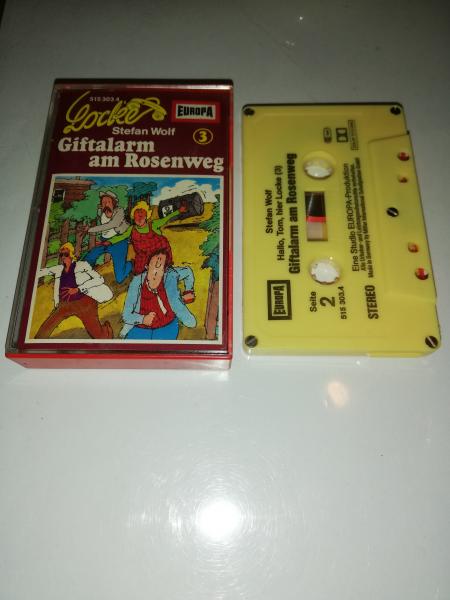 515 303 4
Locke
EUROPA
Stefan Wolf
3
Giftalarm
am Rosenweg
Stefan Wolf
Hallo, Tom, hier Locke (3)
Giftalarm am Rosenweg
EUROPA
Seite
2
515 303.4
Eine Studio EUROPA-Produktion
STEREO